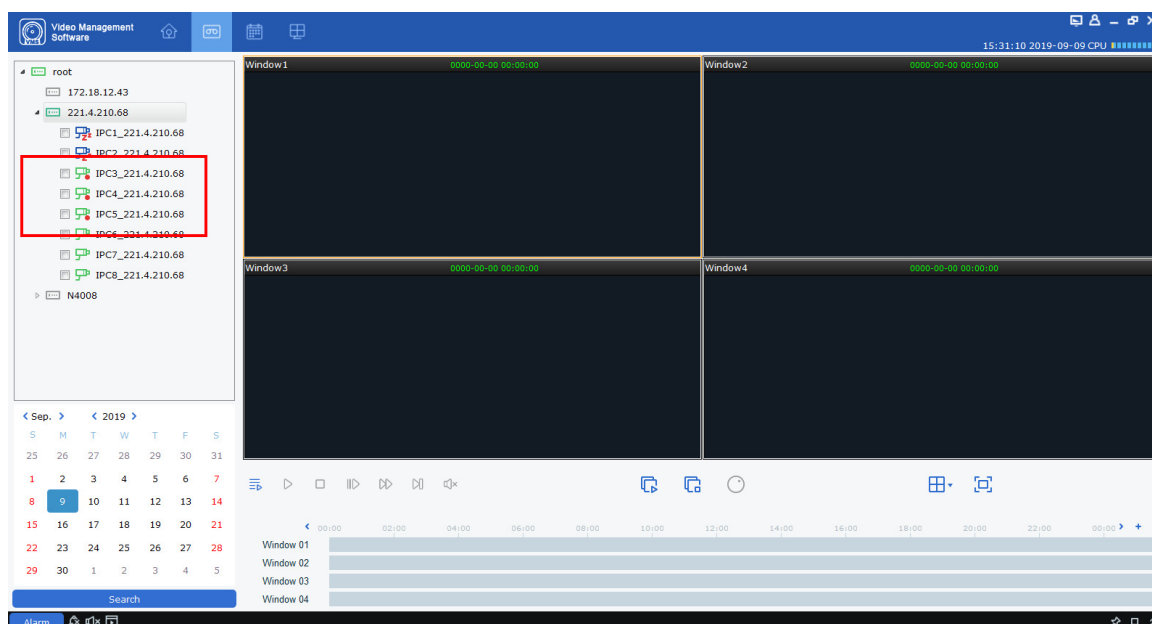 Video Management
Software
15:31:10 2019-09-09 CPU
root
172.18.12.43
221.4.210.68
IPC1_221.4.210.68
IPC2_221.4.210.68
IPC3_221.4.210.68
IPC4_221.4.210.68
IPC5_221.4.210.68
IPC6_221.4.210.68
IPC7_221.4.210.68
IPC8_221.4.210.68
N4008
Window1 0000-00-00 00:00:00
Window2 0000-00-00 00:00:00
Window3 0000-00-00 00:00:00
Window4 0000-00-00 00:00:00
Sep. 2019
S M T W T F S
25 26 27 28 29 30 31
1 2 3 4 5 6 7
8 9 10 11 12 13 14
15 16 17 18 19 20 21
22 23 24 25 26 27 28
29 30 1 2 3 4 5
Search
00:00 02:00 04:00 06:00 08:00 10:00 12:00 14:00 16:00 18:00 20:00 22:00 00:00
Window 01
Window 02
Window 03
Window 04
Alarm